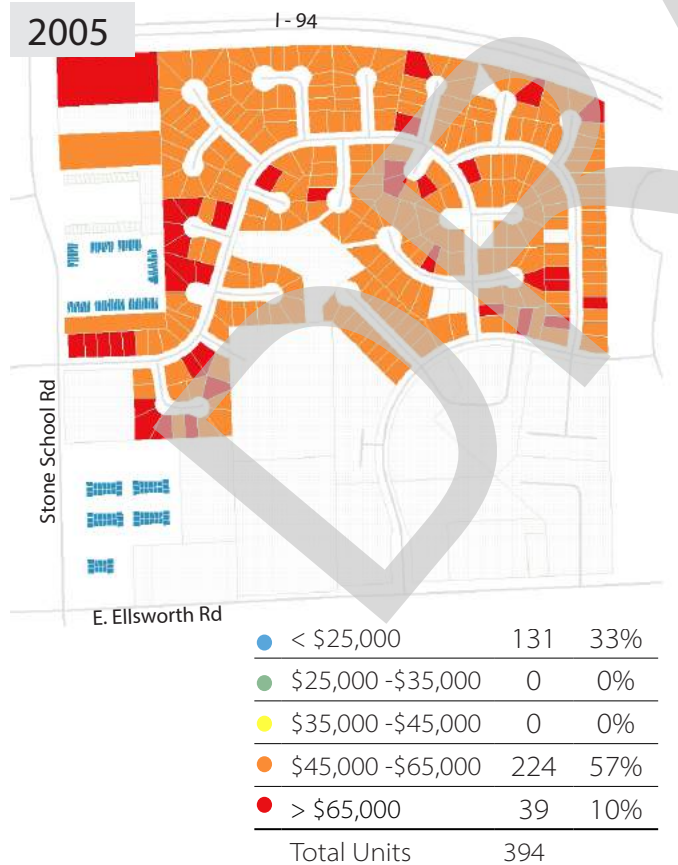 2005
I - 94
Stone School Rd
E. Ellsworth Rd
< $25,000 131 33%
$25,000 -$35,000 0 0%
$35,000 -$45,000 0 0%
$45,000 -$65,000 224 57%
> $65,000 39 10%
Total Units 394